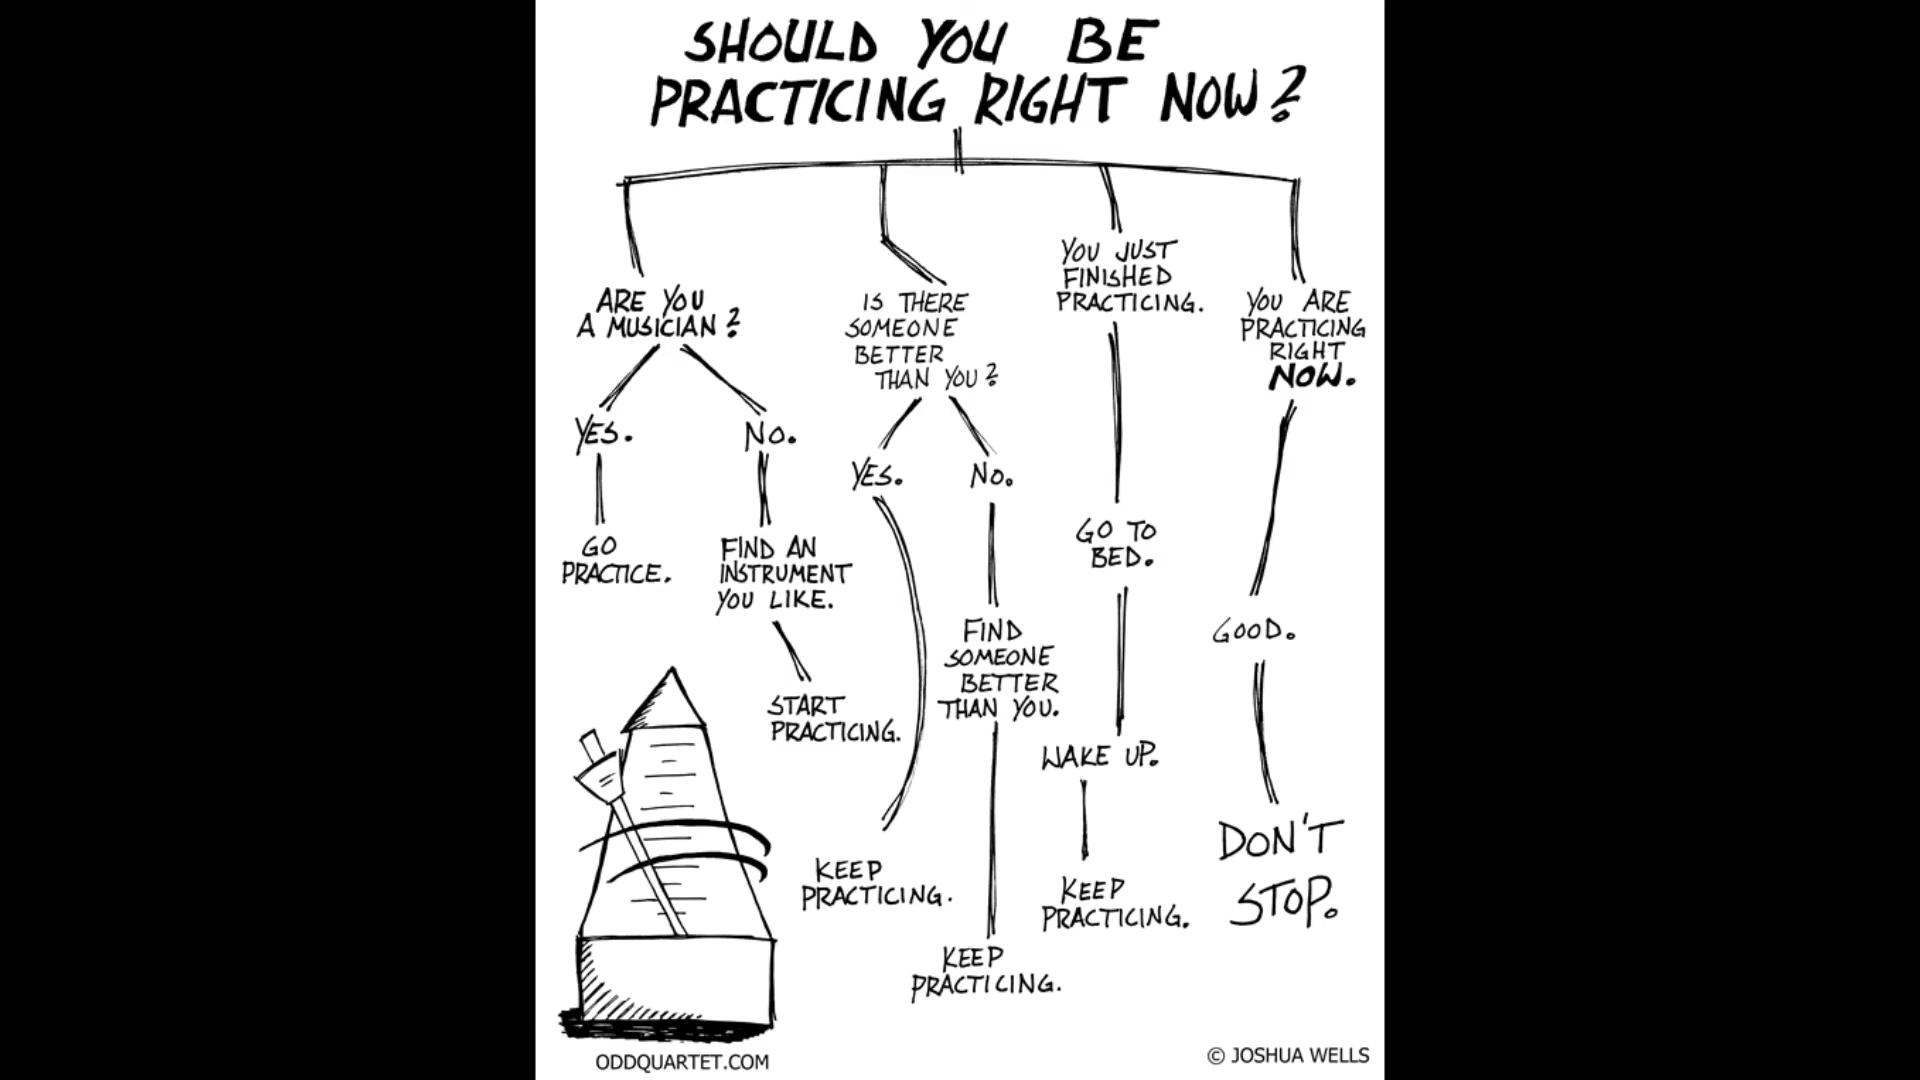 SHOULD YOU BE
PRACTICING RIGHT NOW?
ARE YOU
A MUSICIAN?
YES.
GO
PRACTICE.
NO.
FIND AN
INSTRUMENT
YOU LIKE.
START
PRACTICING.
IS THERE
SOMEONE
BETTER
THAN YOU?
YES.
KEEP
PRACTICING.
NO.
FIND
SOMEONE
BETTER
THAN YOU.
KEEP
PRACTICING.
YOU JUST
FINISHED
PRACTICING.
GO TO
BED.
WAKE UP.
KEEP
PRACTICING.
YOU ARE
PRACTICING
RIGHT
NOW.
GOOD.
DON'T
STOP.
ODDQUARTET.COM
© JOSHUA WELLS